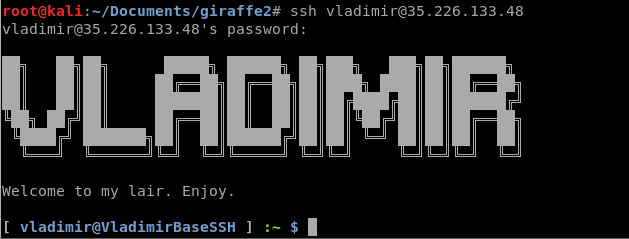 root@kali:~/Documents/giraffe2# ssh vladimir@35.226.133.48
vladimir@35.226.133.48's password:
VLADIMIR
Welcome to my lair. Enjoy.
[ vladimir@VladimirBaseSSH ] :~ $